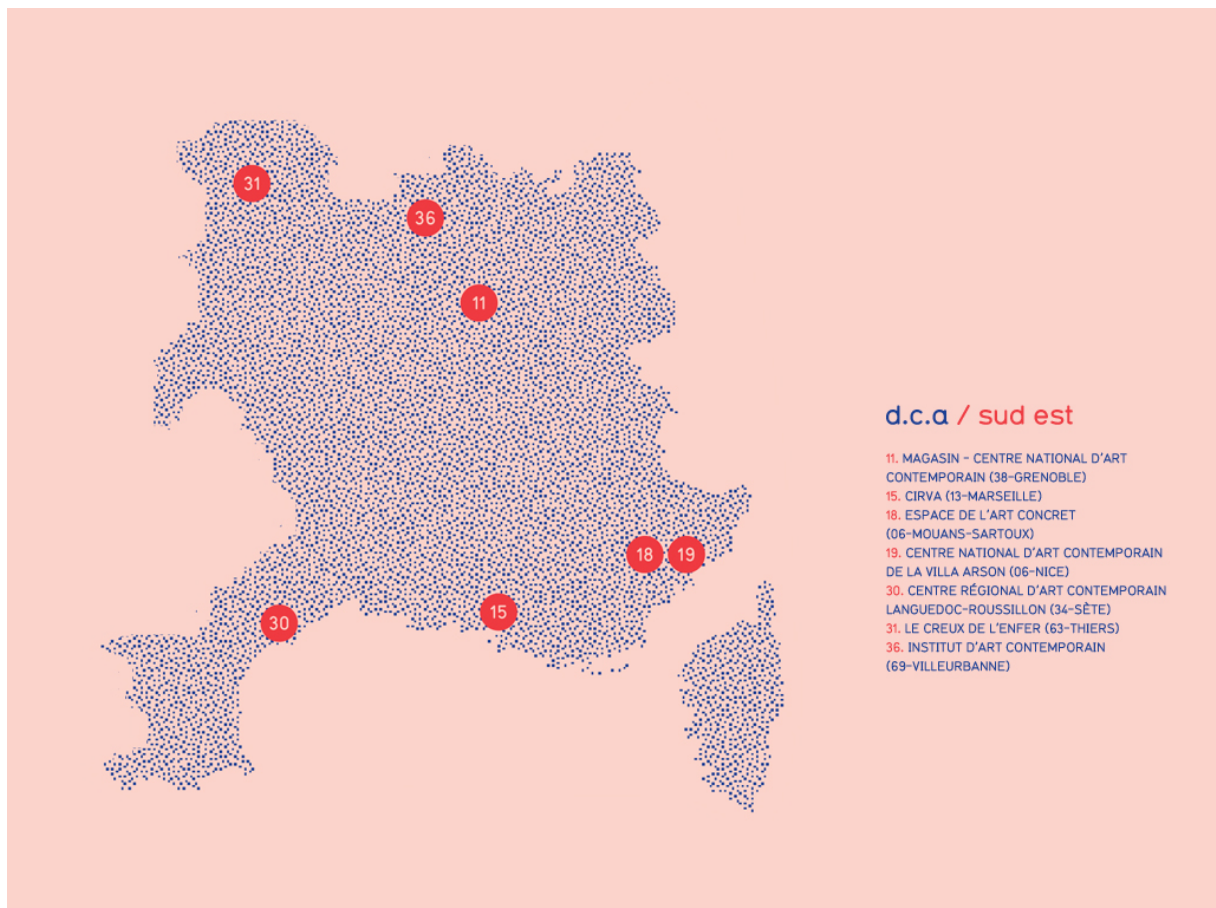 31
36
11
18
19
15
30
d.c.a / sud est
11. MAGASIN – CENTRE NATIONAL D'ART
CONTEMPORAIN (38–GRENOBLE)
15. CIRVA (13–MARSEILLE)
18. ESPACE DE L'ART CONCRET
(06–MOUANS–SARTOUX)
19. CENTRE NATIONAL D'ART CONTEMPORAIN
DE LA VILLA ARSON (06–NICE)
30. CENTRE RÉGIONAL D'ART CONTEMPORAIN
LANGUEDOC–ROUSSILLON (34–SÈTE)
31. LE CREUX DE L'ENFER (63–THIERS)
36. INSTITUT D'ART CONTEMPORAIN
(69–VILLEURBANNE)